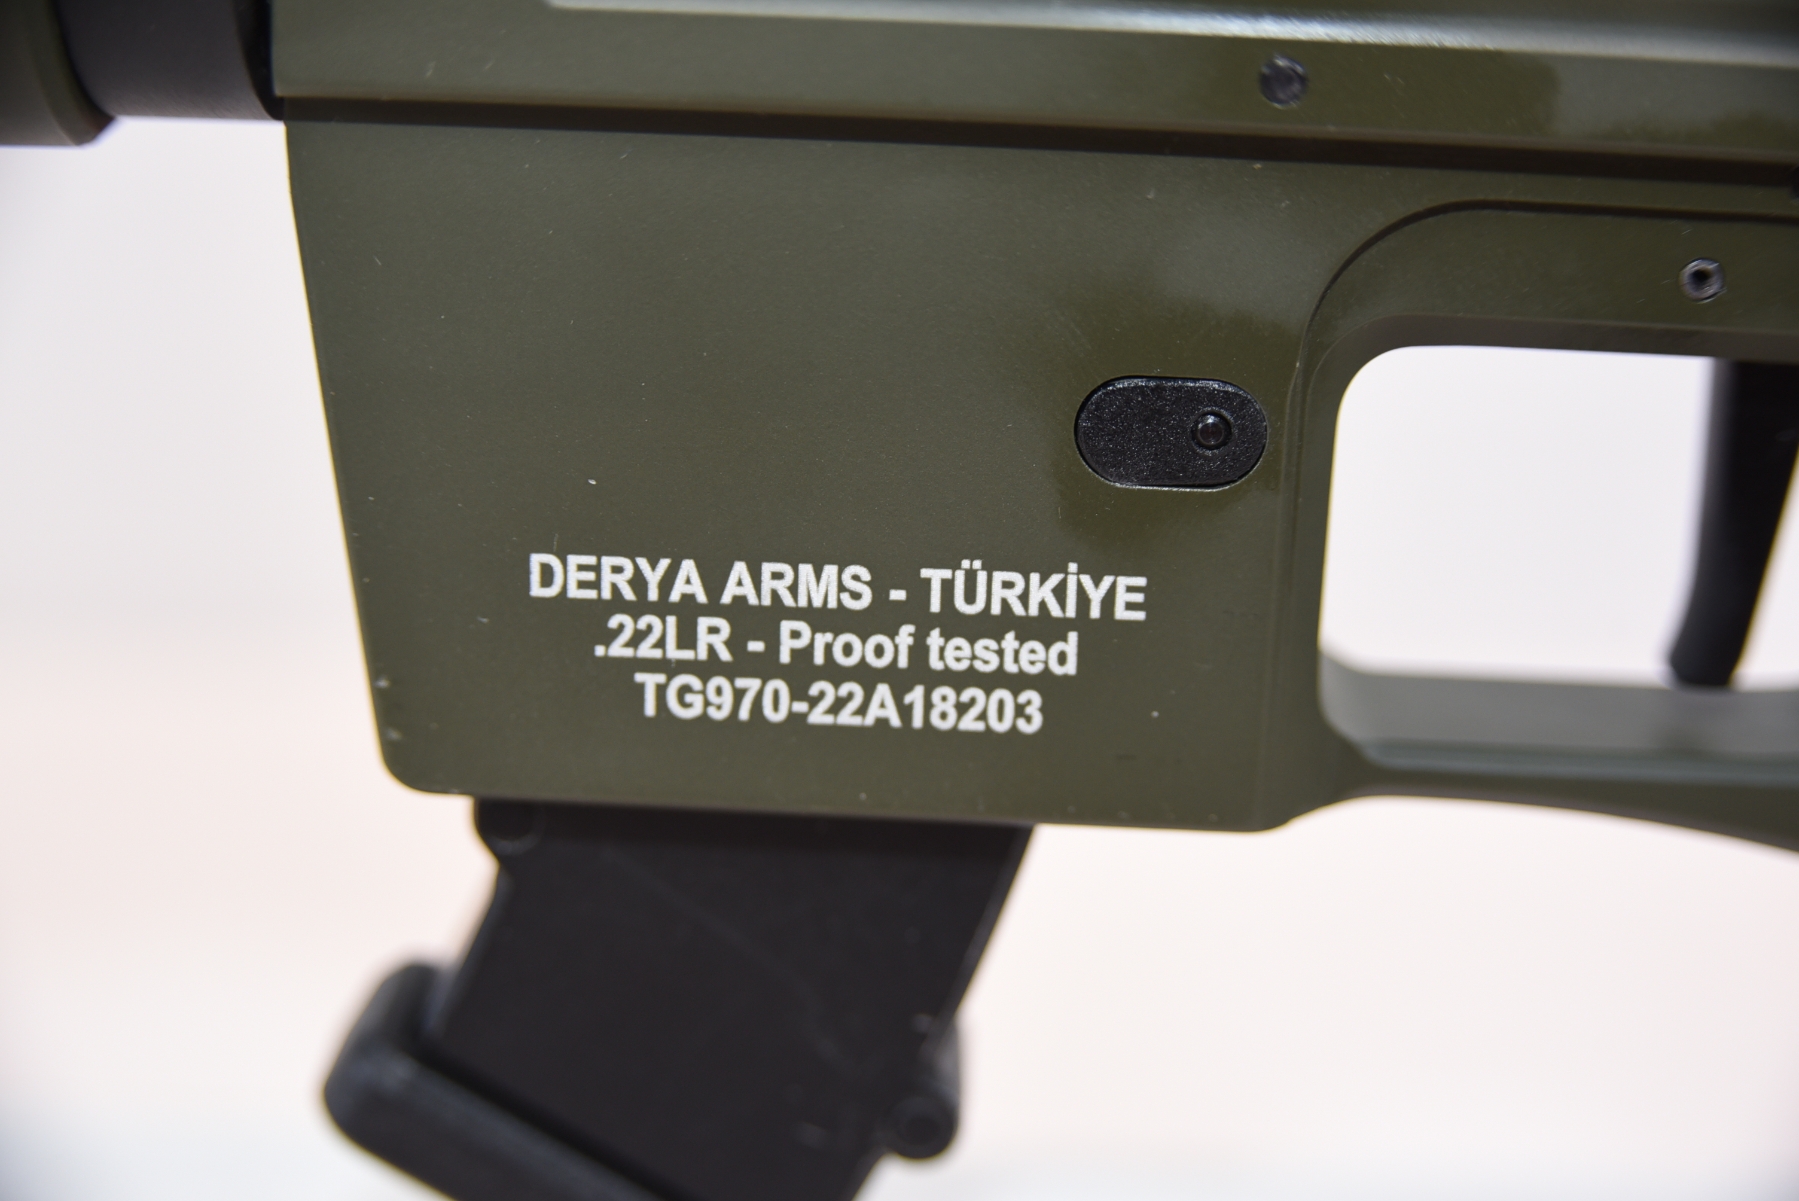 DERYA ARMS - TÜRKİYE
.22LR - Proof tested
TG970-22A18203